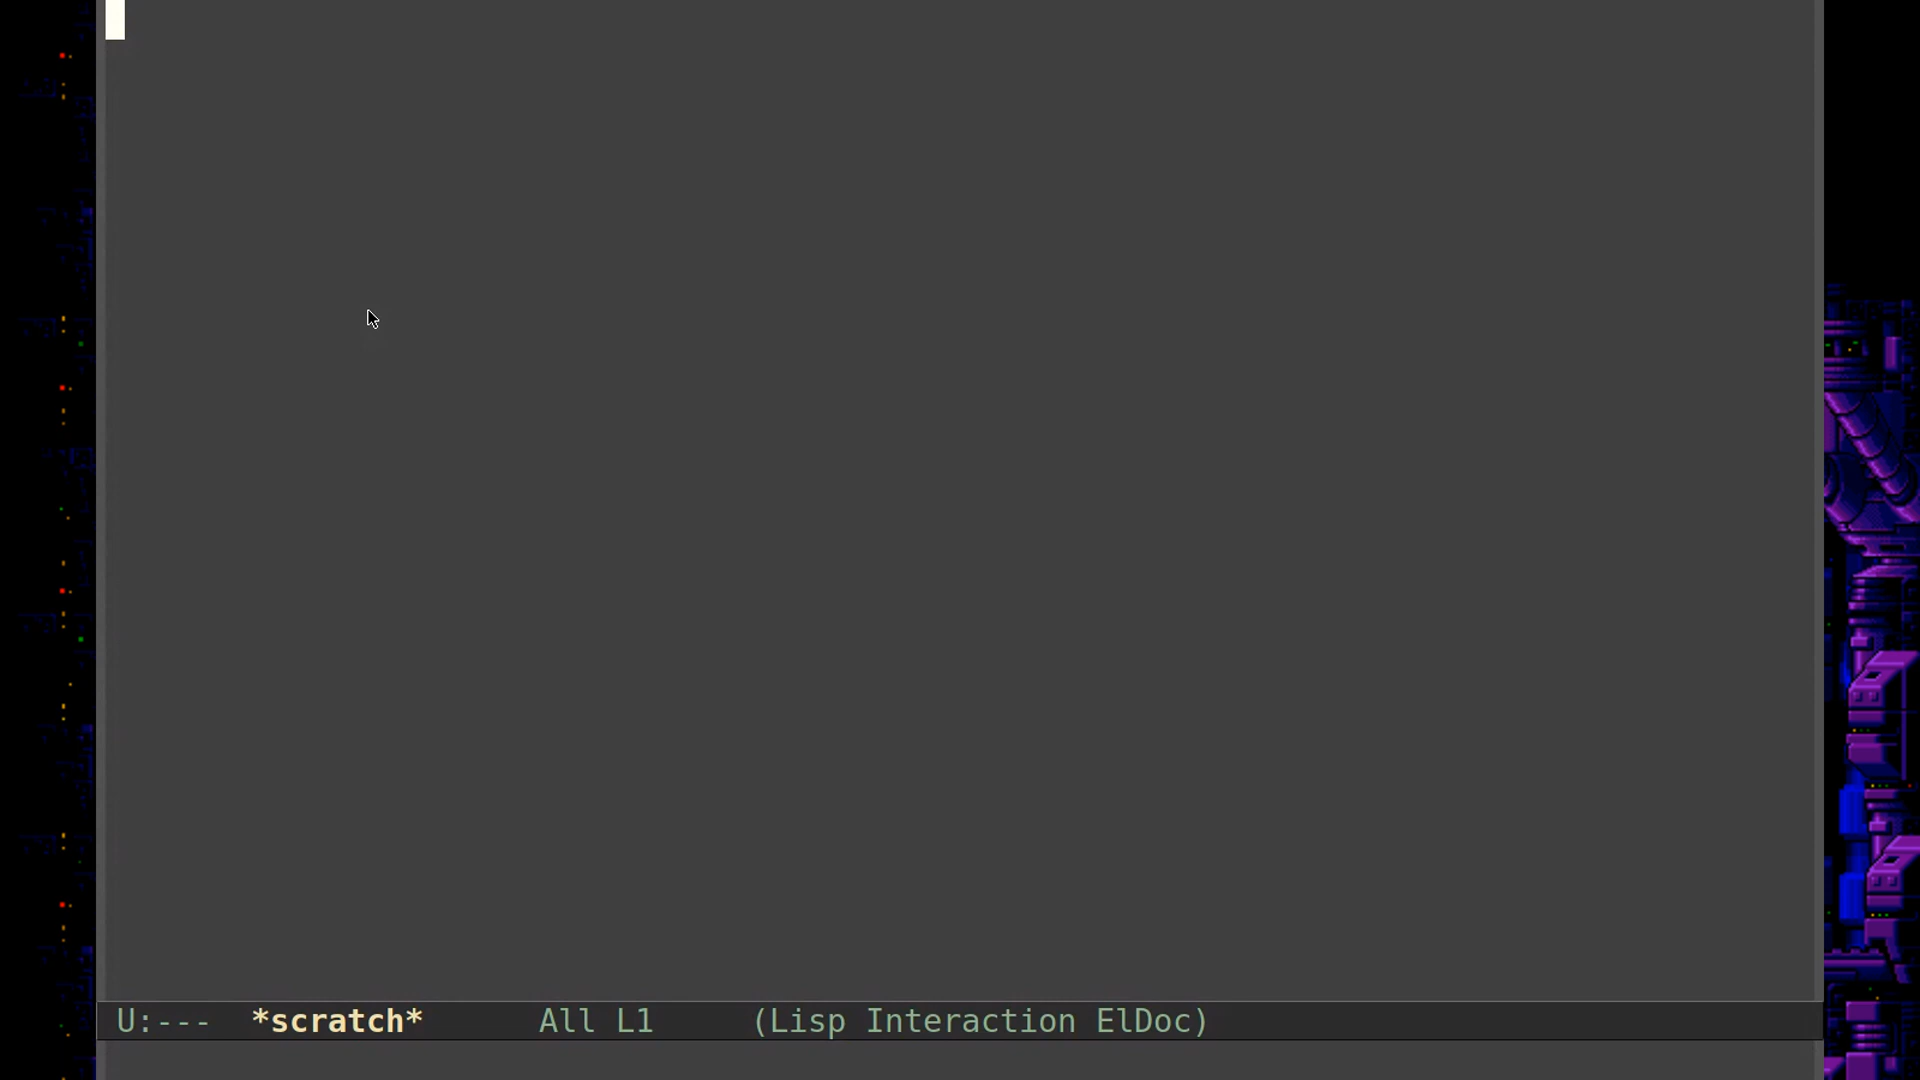 U:---  *scratch*      All L1     (Lisp Interaction ElDoc)